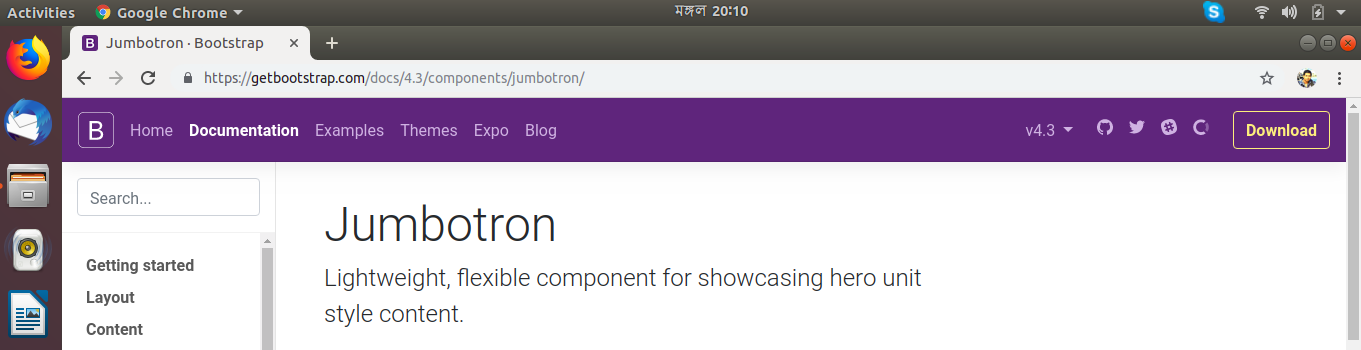 Activities Google Chrome মঙ্গল 20:10
Jumbotron · Bootstrap
https://getbootstrap.com/docs/4.3/components/jumbotron/
B Home Documentation Examples Themes Expo Blog v4.3 Download
Search...
Jumbotron
Lightweight, flexible component for showcasing hero unit
style content.
Getting started
Layout
Content